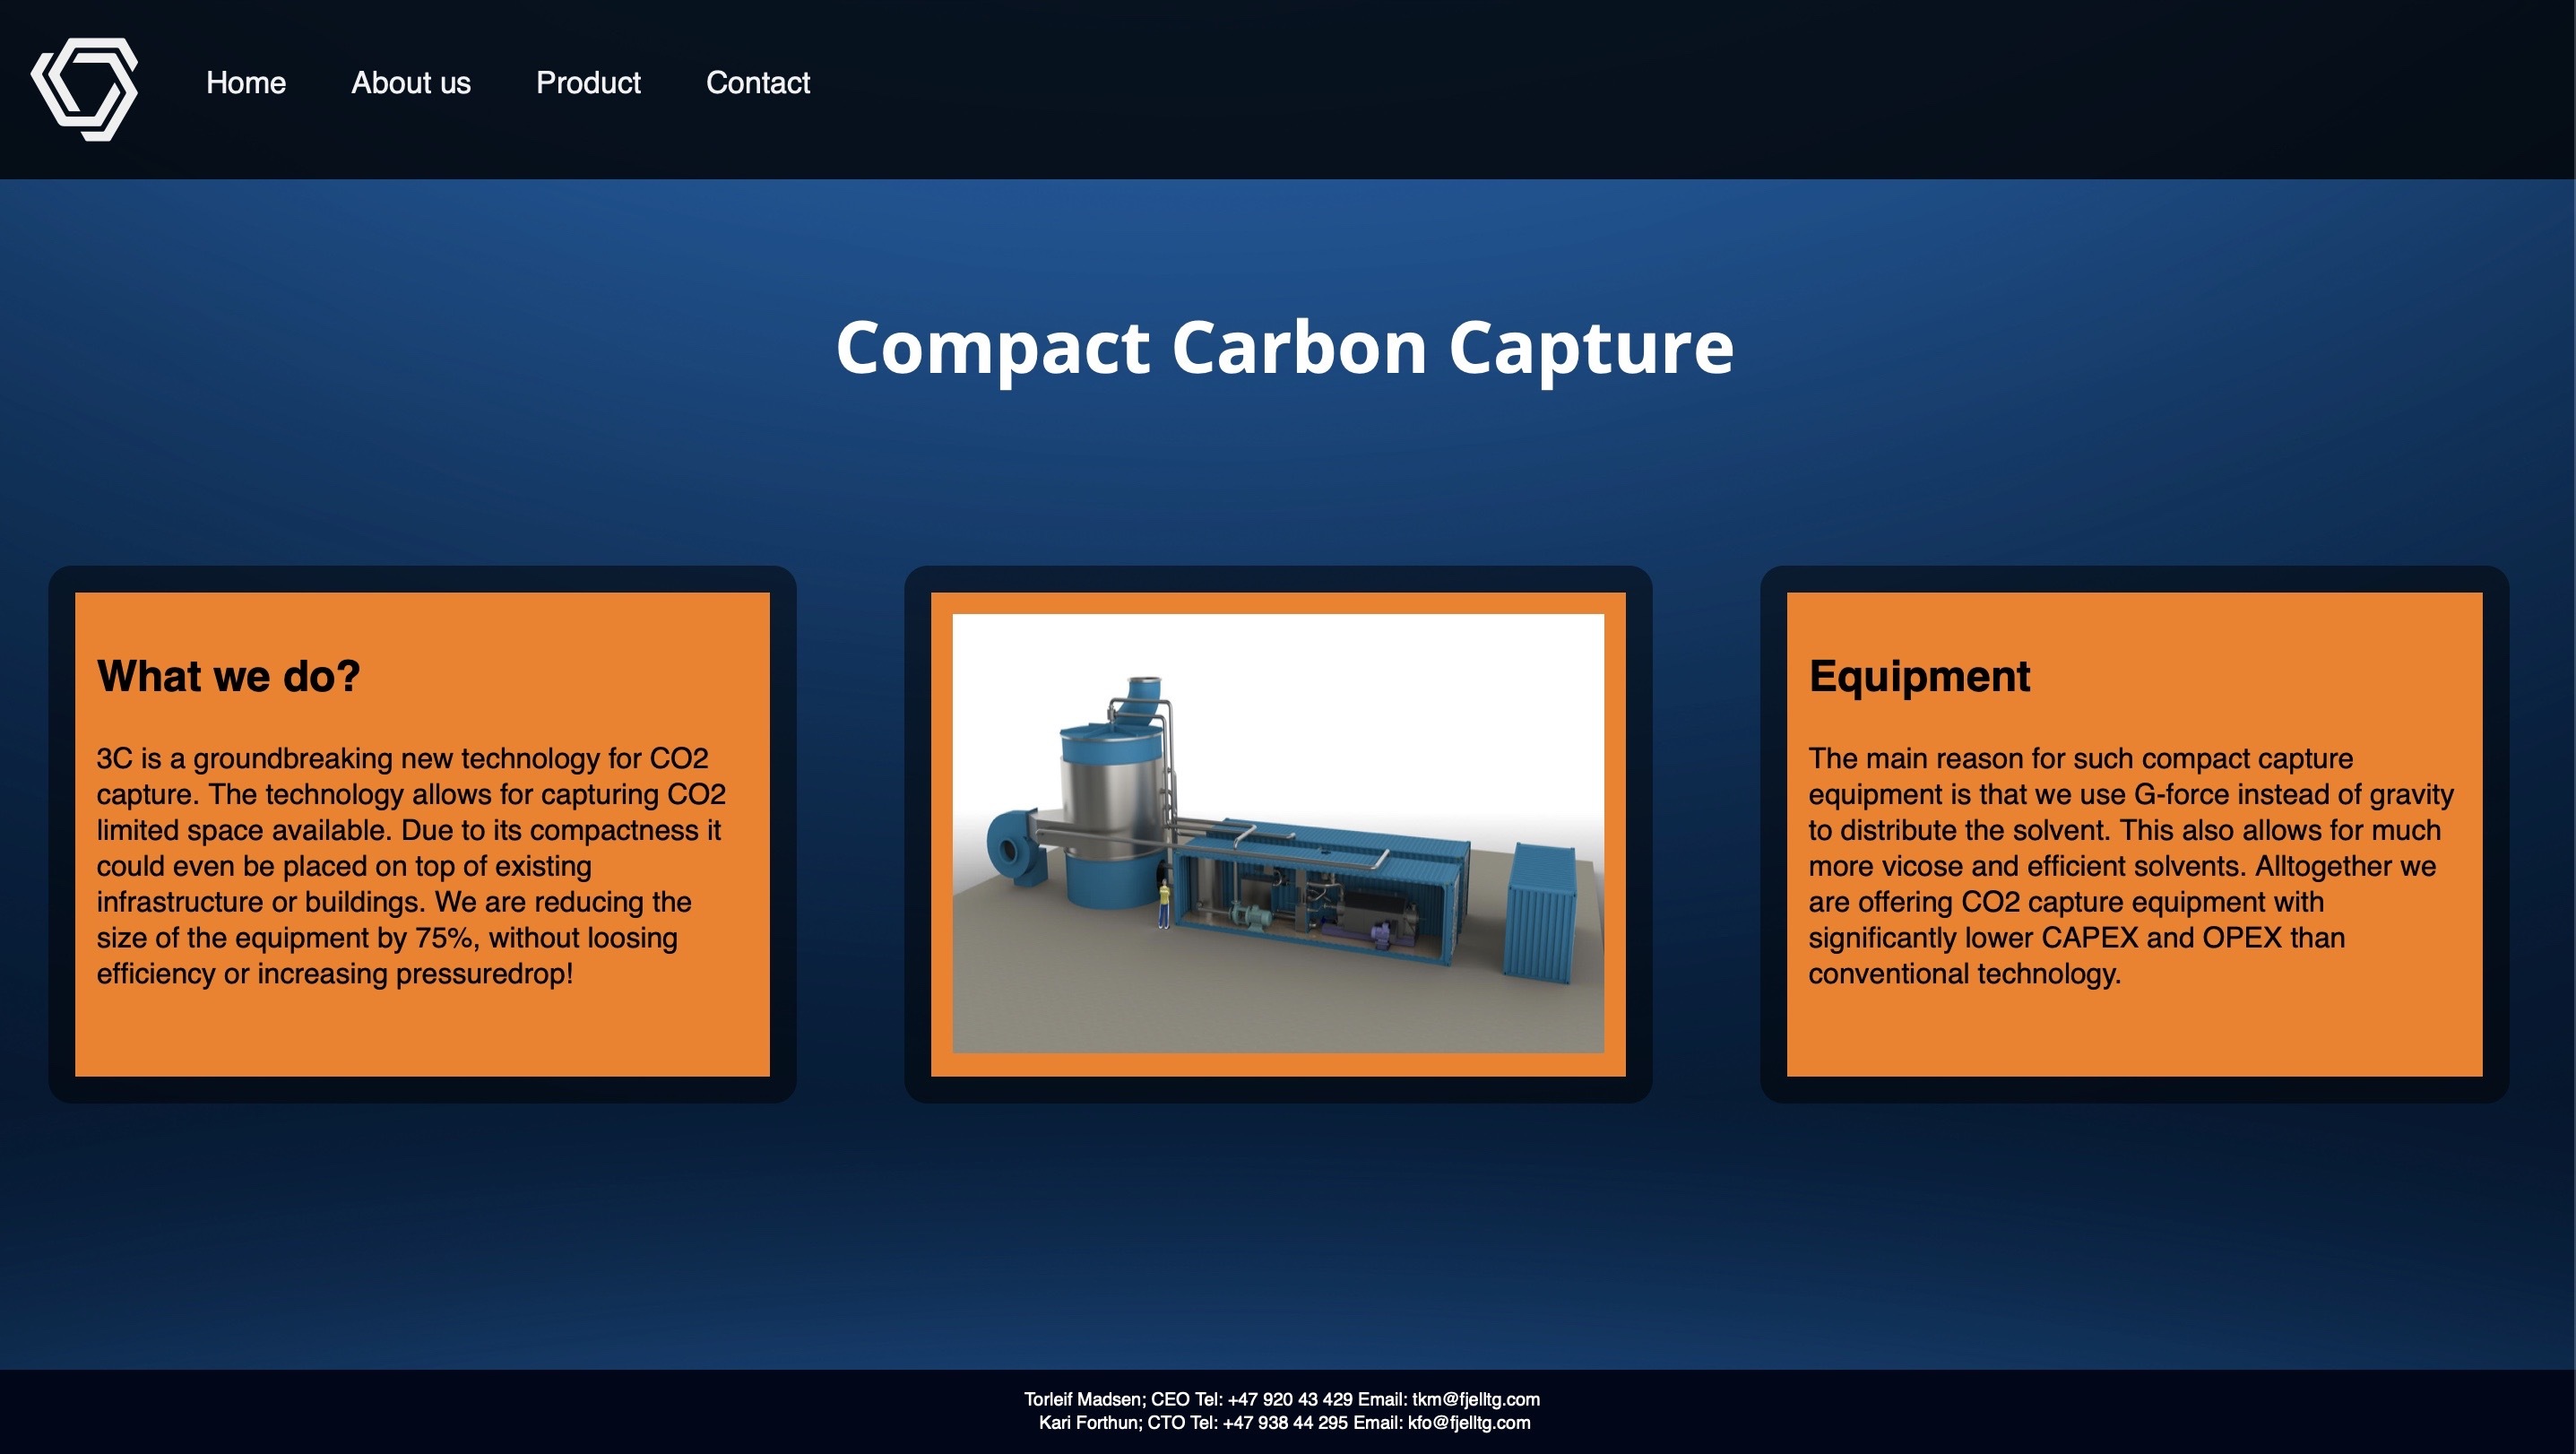 Home About us Product Contact
Compact Carbon Capture
What we do?
3C is a groundbreaking new technology for CO2
capture. The technology allows for capturing CO2
limited space available. Due to its compactness it
could even be placed on top of existing
infrastructure or buildings. We are reducing the
size of the equipment by 75%, without loosing
efficiency or increasing pressuredrop!
Equipment
The main reason for such compact capture
equipment is that we use G-force instead of gravity
to distribute the solvent. This also allows for much
more vicose and efficient solvents. Alltogether we
are offering CO2 capture equipment with
significantly lower CAPEX and OPEX than
conventional technology.
Torleif Madsen; CEO Tel: +47 920 43 429 Email: tkm@fjelltg.com
Kari Forthun; CTO Tel: +47 938 44 295 Email: kfo@fjelltg.com